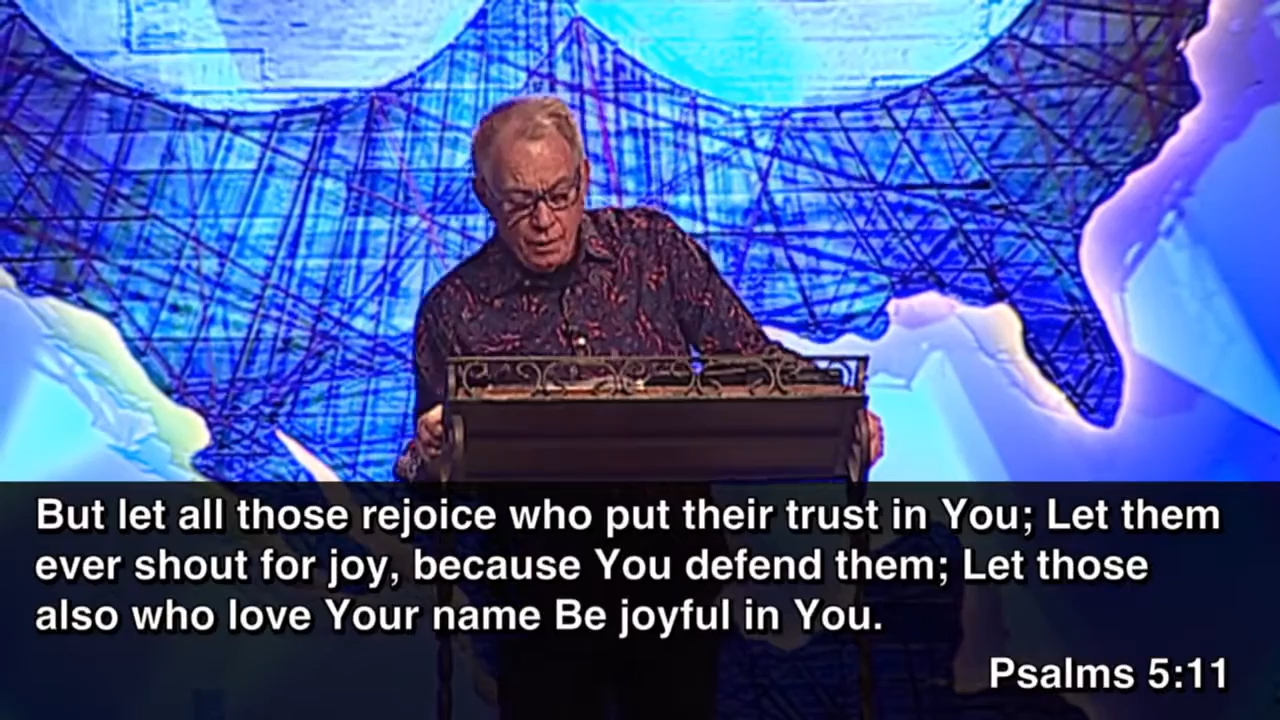 But let all those rejoice who put their trust in You; Let them
ever shout for joy, because You defend them; Let those
also who love Your name Be joyful in You.
Psalms 5:11